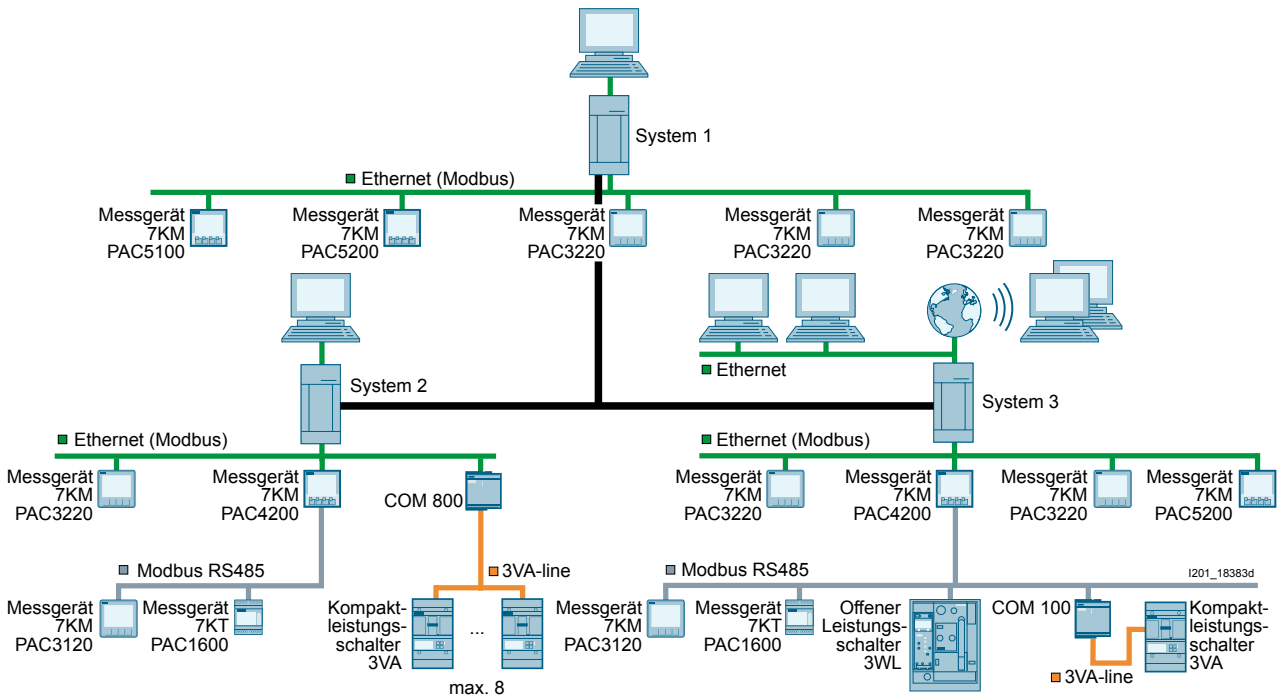 System 1
Ethernet (Modbus)
Messgerät
7KM
PAC5100
Messgerät
7KM
PAC5200
Messgerät
7KM
PAC3220
Messgerät
7KM
PAC3220
Messgerät
7KM
PAC3220
Ethernet
System 2
System 3
Ethernet (Modbus)
Messgerät
7KM
PAC3220
Messgerät
7KM
PAC4200
COM 800
Ethernet (Modbus)
Messgerät
7KM
PAC3220
Messgerät
7KM
PAC4200
Messgerät
7KM
PAC3220
Messgerät
7KM
PAC5200
Modbus RS485
3VA-line
Messgerät
7KM
PAC3120
Messgerät
7KT
PAC1600
Kompakt-
leistungs-
schalter
3VA
...
max. 8
Modbus RS485
I201_18383d
Messgerät
7KM
PAC3120
Messgerät
7KT
PAC1600
Offener
Leistungs-
schalter
3WL
COM 100
3VA-line
Kompakt-
leistungs-
schalter
3VA